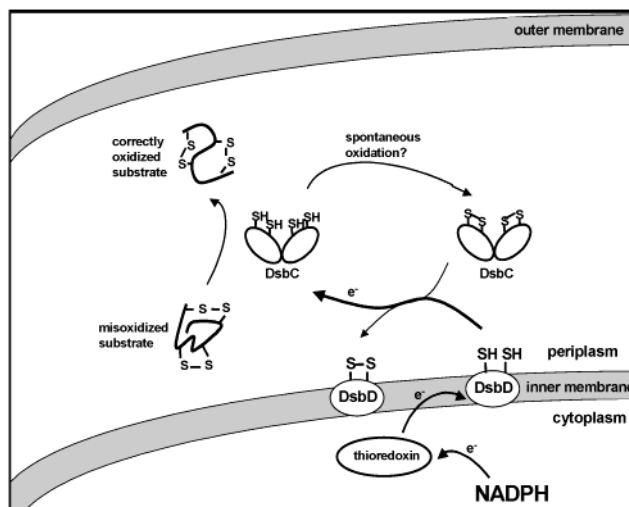 outer membrane
correctly
oxidized
substrate
S
S
S
S
spontaneous
oxidation?
SH
SH
SH
SH
DsbC
S
S
S
S
DsbC
e-
misoxidized
substrate
S – S
S – S
S–S
DsbD
SH SH
DsbD
periplasm
inner membrane
cytoplasm
e-
thioredoxin
e-
NADPH